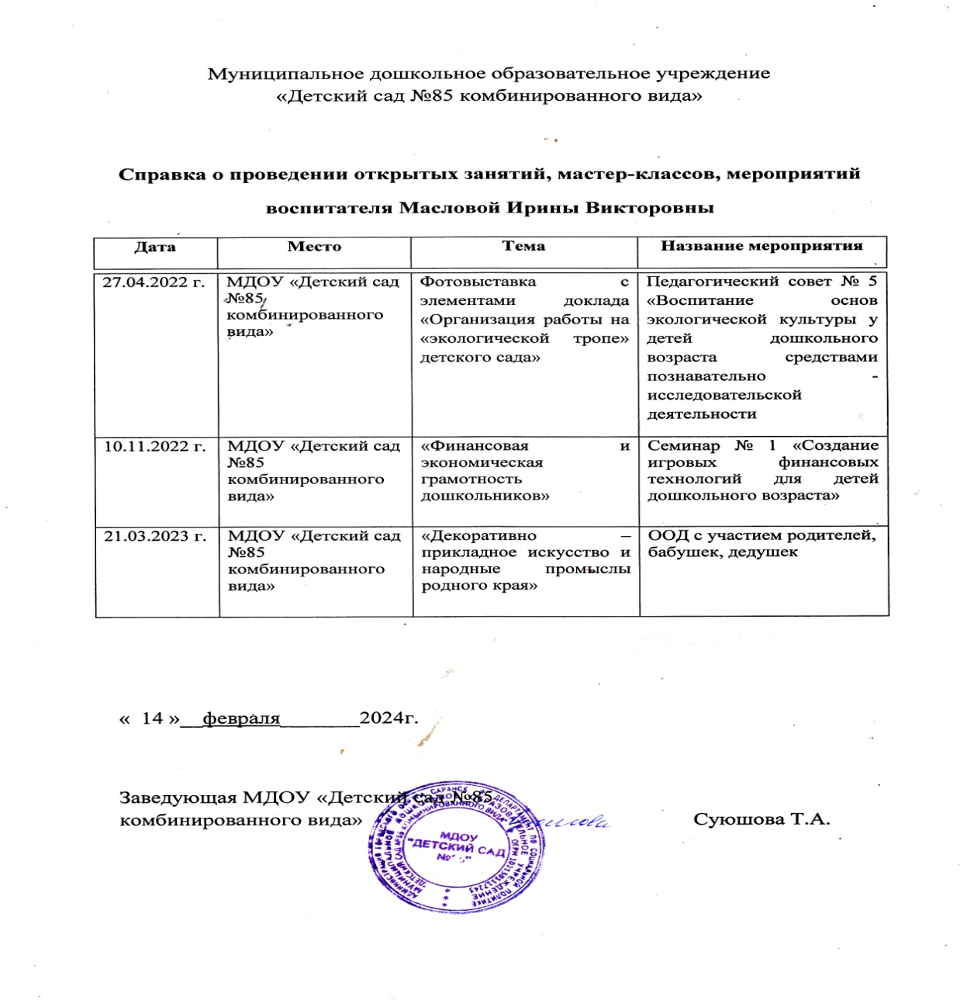 Муниципальное дошкольное образовательное учреждение
«Детский сад №85 комбинированного вида»
Справка о проведении открытых занятий, мастер-классов, мероприятий
воспитателя Масловой Ирины Викторовны
Дата
Место
Тема
Название мероприятия
27.04.2022 г.
МДОУ «Детский сад
№85
комбинированного
вида»
Фотовыставка с
элементами доклада
«Организация работы на
«экологической тропе»
детского сада»
Педагогический совет № 5
«Воспитание основ
экологической культуры у
детей дошкольного
возраста средствами
познавательно -
исследовательской
деятельности
10.11.2022 г.
МДОУ «Детский сад
№85
комбинированного
вида»
«Финансовая и
экономическая
грамотность
дошкольников»
Семинар № 1 «Создание
игровых финансовых
технологий для детей
дошкольного возраста»
21.03.2023 г.
МДОУ «Детский сад
№85
комбинированного
вида»
«Декоративно –
прикладное искусство и
народные промыслы
родного края»
ООД с участием родителей,
бабушек, дедушек
« 14 »__февраля________2024г.
Заведующая МДОУ «Детский сад №85
комбинированного вида»
Суюшова Т.А.
МДОУ
"ДЕТСКИЙ САД